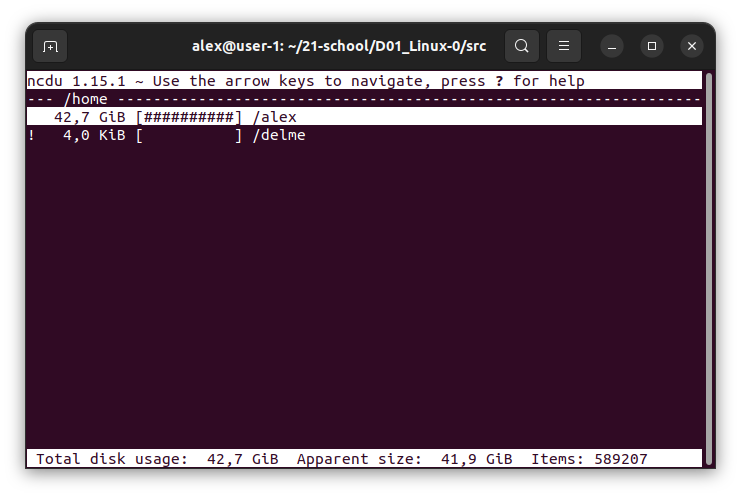 alex@user-1: ~/21-school/D01_Linux-0/src
ncdu 1.15.1 ~ Use the arrow keys to navigate, press ? for help
--- /home -----------------------------------------------------------------
   42,7 GiB [##########] /alex
!   4,0 KiB [          ] /delme
 Total disk usage:  42,7 GiB  Apparent size:  41,9 GiB  Items: 589207